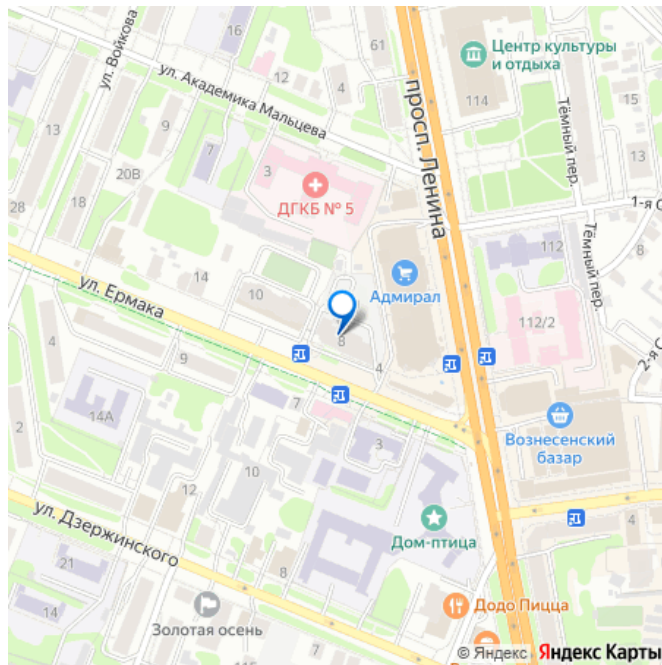 ул. Войкова
16
61
Центр культуры
и отдыха
114
Тёмный пер.
15
ул. Академика Мальцева
12
4
просп. Ленина
13
9
7
3
ДГКБ № 5
13
20В
28
1-я С
14
10
Адмирал
112
Тёмный пер.
8
ул. Ермака
8
112/2
2-я С
4
9
4
Вознесенский
базар
14А
2
7
3
10
12
ул. Дзержинского
Дом-птица
4
21
8
14
Золотая осень
Додо Пицца
© Яндекс Яндекс Карты